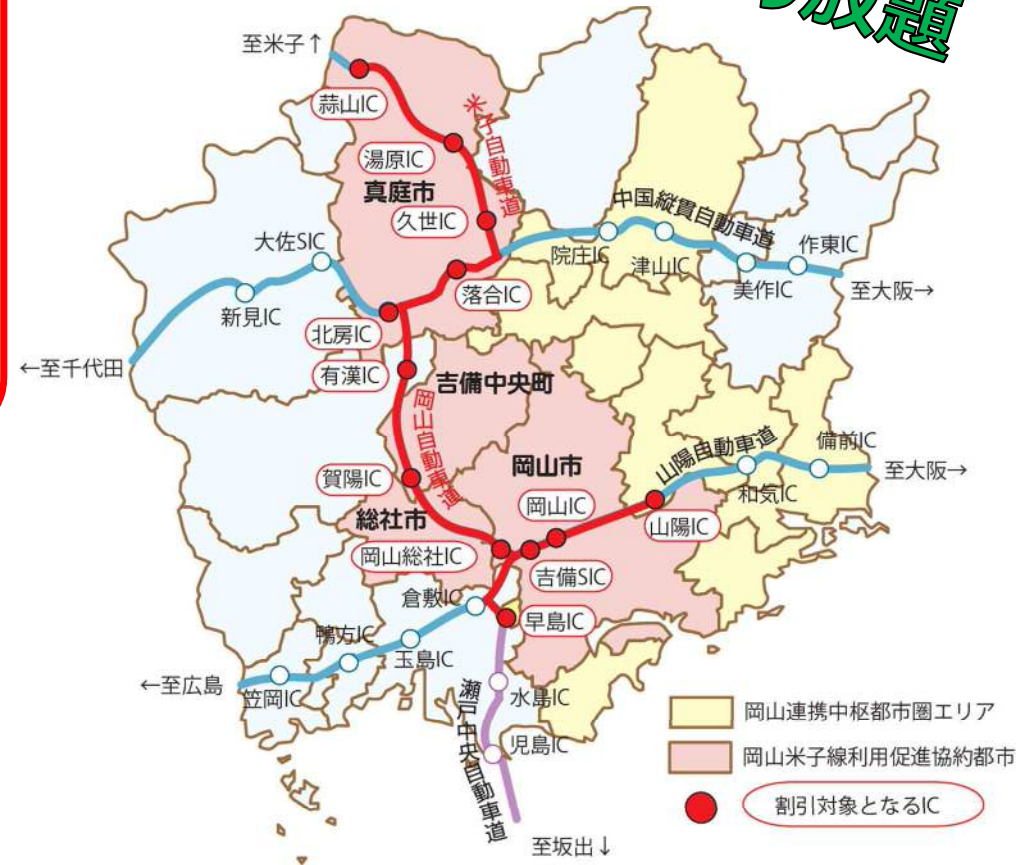 り放題
至米子↑
蒜山IC
米子自動車道
湯原IC
真庭市
久世IC
中国縦貫自動車道
大佐SIC
院庄IC
津山IC
作東IC
美作IC
至大阪→
落合IC
新見IC
北房IC
←至千代田
有漢IC
吉備中央町
岡山自動車道
岡山市
山陽自動車道
備前IC
至大阪→
和気IC
賀陽IC
総社市
岡山IC
山陽IC
岡山総社IC
吉備SIC
倉敷IC
早島IC
鴨方IC
玉島IC
←至広島
笠岡IC
水島IC
瀬戸中央自動車道
児島IC
至坂出↓
岡山連携中枢都市圏エリア
岡山米子線利用促進協約都市
割引対象となるIC